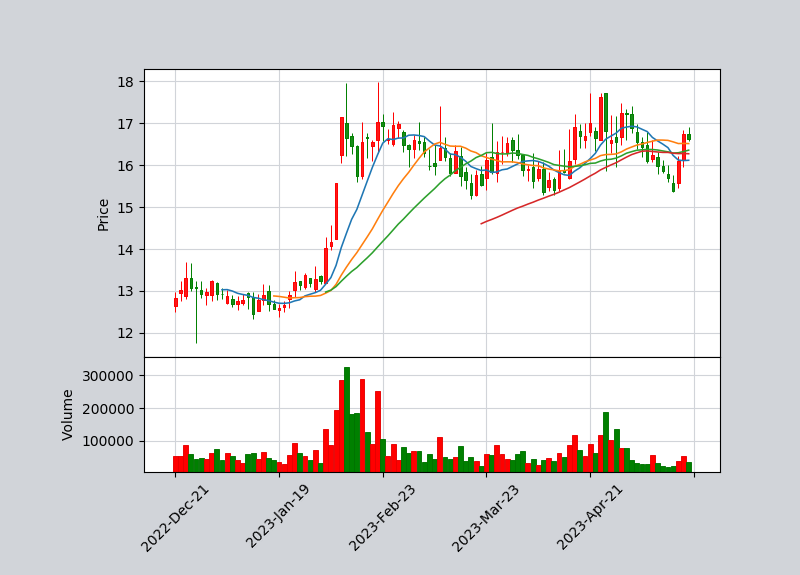 18
17
16
15
14
13
12
Price
300000
200000
100000
Volume
2022-Dec-21
2023-Jan-19
2023-Feb-23
2023-Mar-23
2023-Apr-21